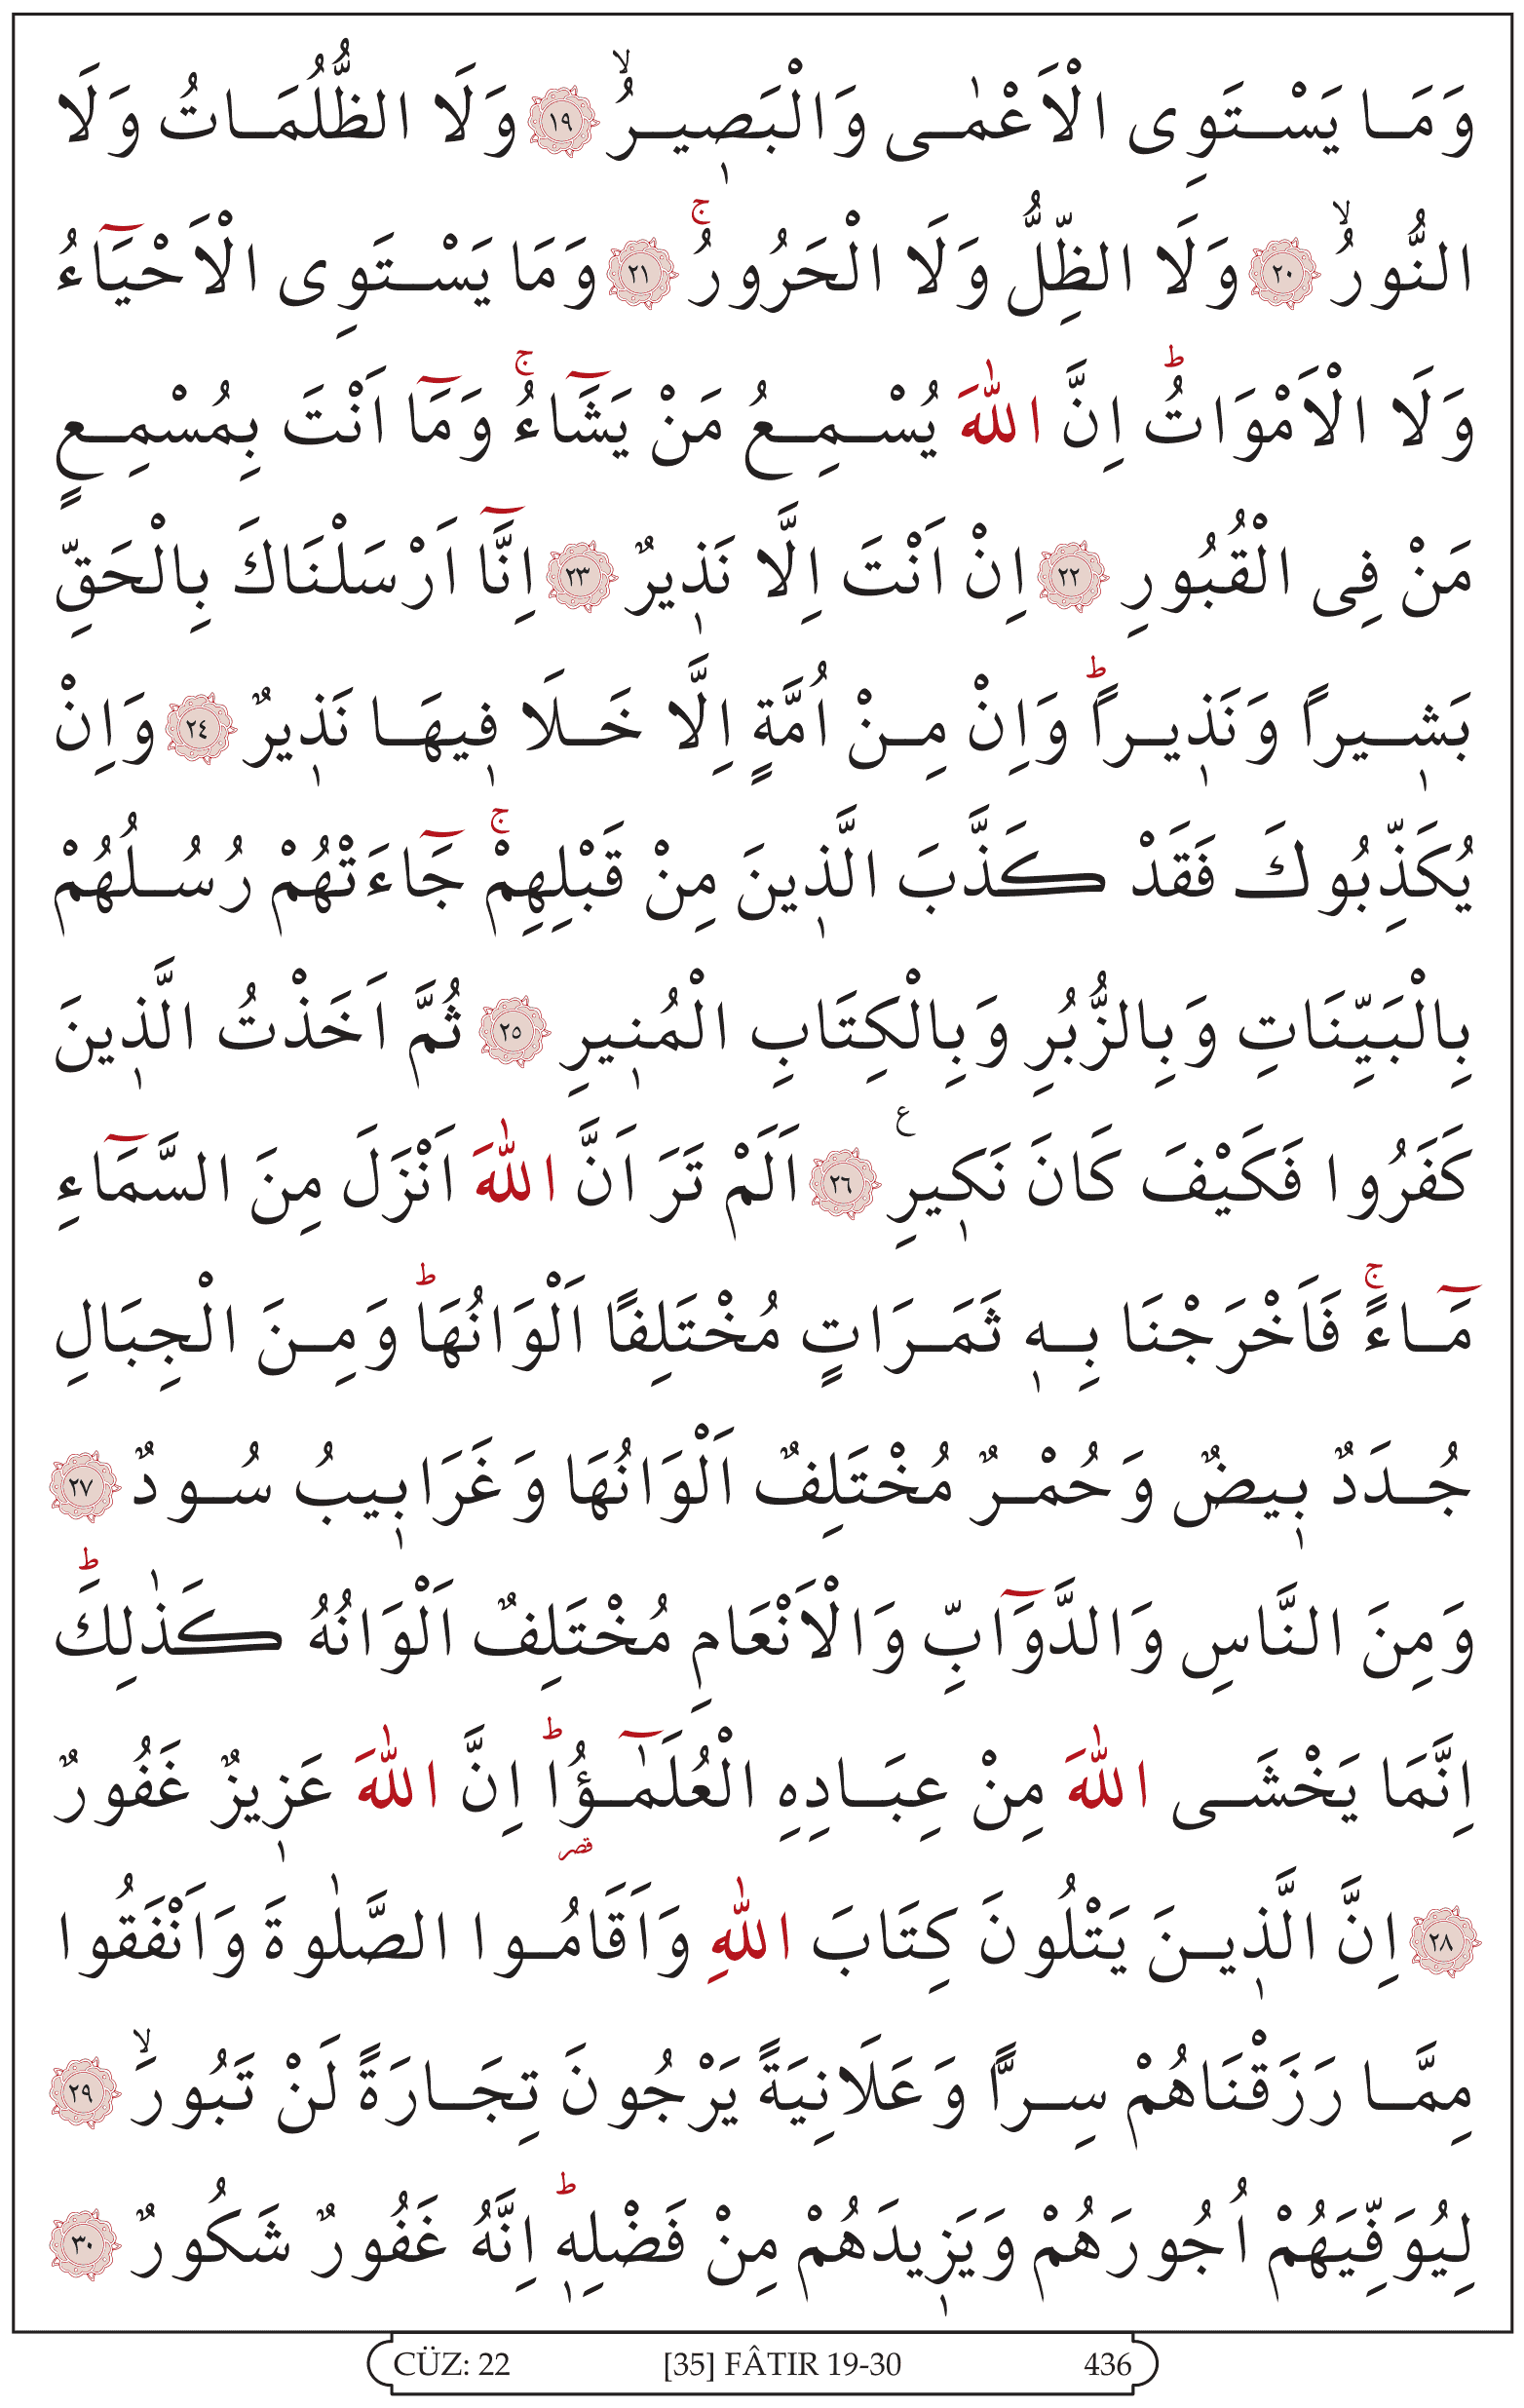 وَمَا يَسْتَوِى الْاَعْمٰى وَالْبَصٖيرُۙ ﴿١٩﴾ وَلَا الظُّلُمَاتُ وَلَا
النُّورُۙ ﴿٢٠﴾ وَلَا الظِّلُّ وَلَا الْحَرُورُۚ ﴿٢١﴾ وَمَا يَسْتَوِى الْاَحْيَٓاءُ
وَلَا الْاَمْوَاتُؕ اِنَّ اللّٰهَ يُسْمِعُ مَنْ يَشَٓاءُۚ وَمَٓا اَنْتَ بِمُسْمِعٍ
مَنْ فِى الْقُبُورِ ﴿٢٢﴾ اِنْ اَنْتَ اِلَّا نَذٖيرٌ ﴿٢٣﴾ اِنَّٓا اَرْسَلْنَاكَ بِالْحَقِّ
بَشٖيراً وَنَذٖيراًؕ وَاِنْ مِنْ اُمَّةٍ اِلَّا خَلَا فٖيهَا نَذٖيرٌ ﴿٢٤﴾ وَاِنْ
يُكَذِّبُوكَ فَقَدْ كَذَّبَ الَّذٖينَ مِنْ قَبْلِهِمْۚ جَٓاءَتْهُمْ رُسُلُهُمْ
بِالْبَيِّنَاتِ وَبِالزُّبُرِ وَبِالْكِتَابِ الْمُنٖيرِ ﴿٢٥﴾ ثُمَّ اَخَذْتُ الَّذٖينَ
كَفَرُوا فَكَيْفَ كَانَ نَكٖيرِ ع ﴿٢٦﴾ اَلَمْ تَرَ اَنَّ اللّٰهَ اَنْزَلَ مِنَ السَّمَٓاءِ
مَٓاءًۚ فَاَخْرَجْنَا بِهٖ ثَمَرَاتٍ مُخْتَلِفًا اَلْوَانُهَاؕ وَمِنَ الْجِبَالِ
جُدَدٌ بٖيضٌ وَحُمْرٌ مُخْتَلِفٌ اَلْوَانُهَا وَغَرَابٖيبُ سُودٌ ﴿٢٧﴾
وَمِنَ النَّاسِ وَالدَّوَٓابِّ وَالْاَنْعَامِ مُخْتَلِفٌ اَلْوَانُهُ كَذٰلِكَؕ
اِنَّمَا يَخْشَى اللّٰهَ مِنْ عِبَادِهِ الْعُلَمٰٓؤُاؕ اِنَّ اللّٰهَ عَزٖيزٌ غَفُورٌ
﴿٢٨﴾ اِنَّ الَّذٖينَ يَتْلُونَ كِتَابَ اللّٰهِ وَاَقَامُوا الصَّلٰوةَ وَاَنْفَقُوا
مِمَّا رَزَقْنَاهُمْ سِراًّ وَعَلَانِيَةً يَرْجُونَ تِجَارَةً لَنْ تَبُورَۙ ﴿٢٩﴾
لِيُوَفِّيَهُمْ اُجُورَهُمْ وَيَزٖيدَهُمْ مِنْ فَضْلِهٖؕ اِنَّهُ غَفُورٌ شَكُورٌ ﴿٣٠﴾
CÜZ: 22 [35] FÂTIR 19-30 436